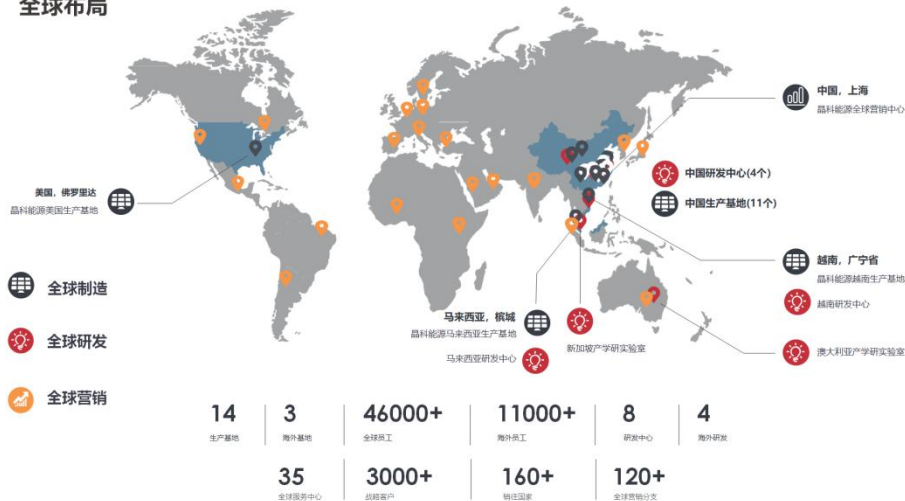 全球布局
中国，上海
晶科能源全球营销中心
中国研发中心(4个)
中国生产基地(11个)
美国，佛罗里达
晶科能源美国生产基地
越南，广宁省
晶科能源越南生产基地
越南研发中心
马来西亚，槟城
晶科能源马来西亚生产基地
马来西亚研发中心
新加坡产学研实验室
澳大利亚产学研实验室
全球制造
全球研发
全球营销
14
生产基地
3
海外基地
46000+
全球员工
11000+
海外员工
8
研发中心
4
海外研发
35
全球服务中心
3000+
战略客户
160+
销往国家
120+
全球营销分支